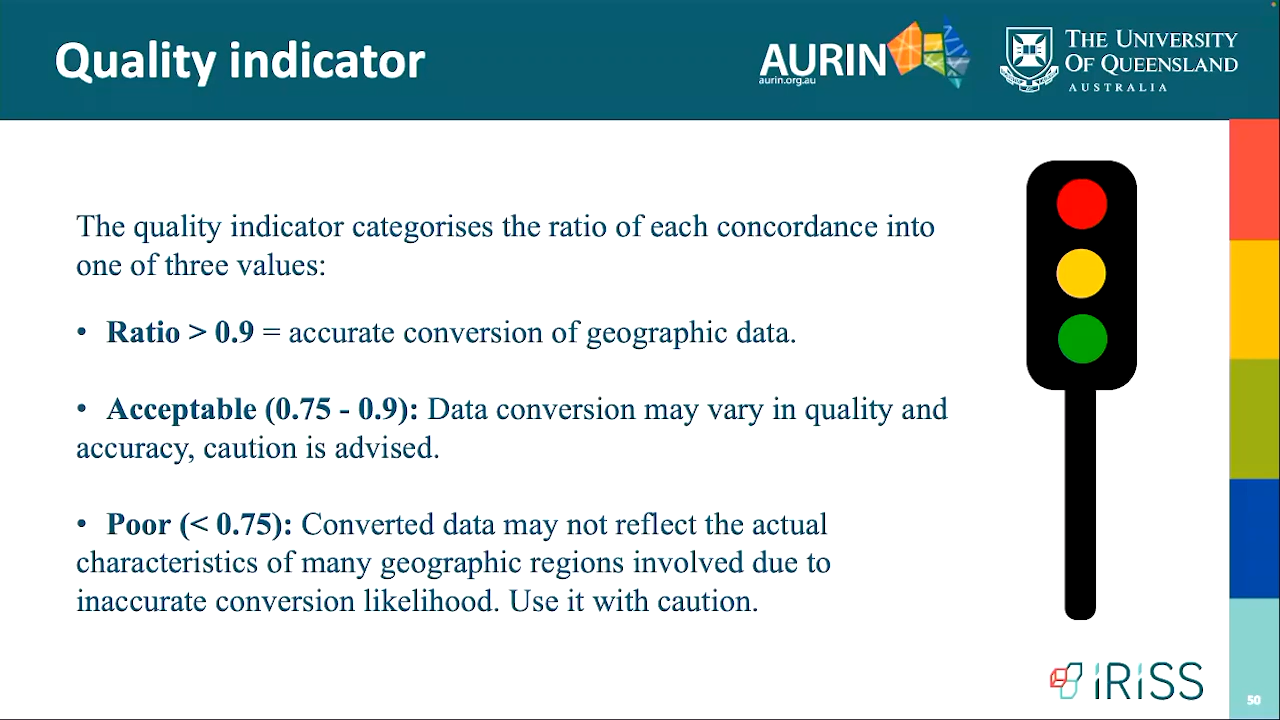 Quality indicator
AURIN
aurin.org.au
THE UNIVERSITY
OF QUEENSLAND
AUSTRALIA
The quality indicator categorises the ratio of each concordance into
one of three values:
• Ratio > 0.9 = accurate conversion of geographic data.
• Acceptable (0.75 - 0.9): Data conversion may vary in quality and
accuracy, caution is advised.
• Poor (< 0.75): Converted data may not reflect the actual
characteristics of many geographic regions involved due to
inaccurate conversion likelihood. Use it with caution.
iRiSS
50